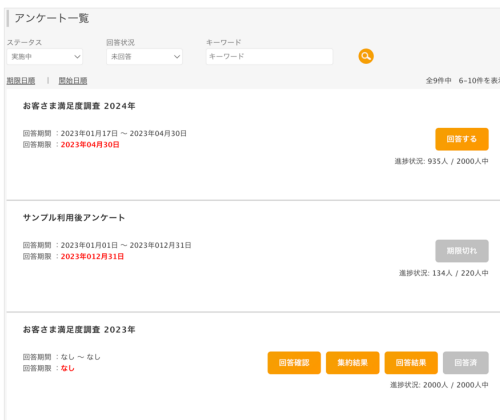 アンケート一覧
ステータス 回答状況 キーワード
実施中 未回答 キーワード
期限日順 | 開始日順 全9件中 6-10件を表
お客さま満足度調査 2024年
回答期間 ：2023年01月17日 ～ 2023年04月30日
回答期限 ：2023年04月30日
回答する
進捗状況: 935人 / 2000人中
サンプル利用後アンケート
回答期間 ：2023年01月01日 ～ 2023年012月31日
回答期限 ：2023年012月31日
期限切れ
進捗状況: 134人 / 220人中
お客さま満足度調査 2023年
回答期間 ：なし ～ なし
回答期限 ：なし
回答確認 集約結果 回答結果 回答済
進捗状況: 2000人 / 2000人中